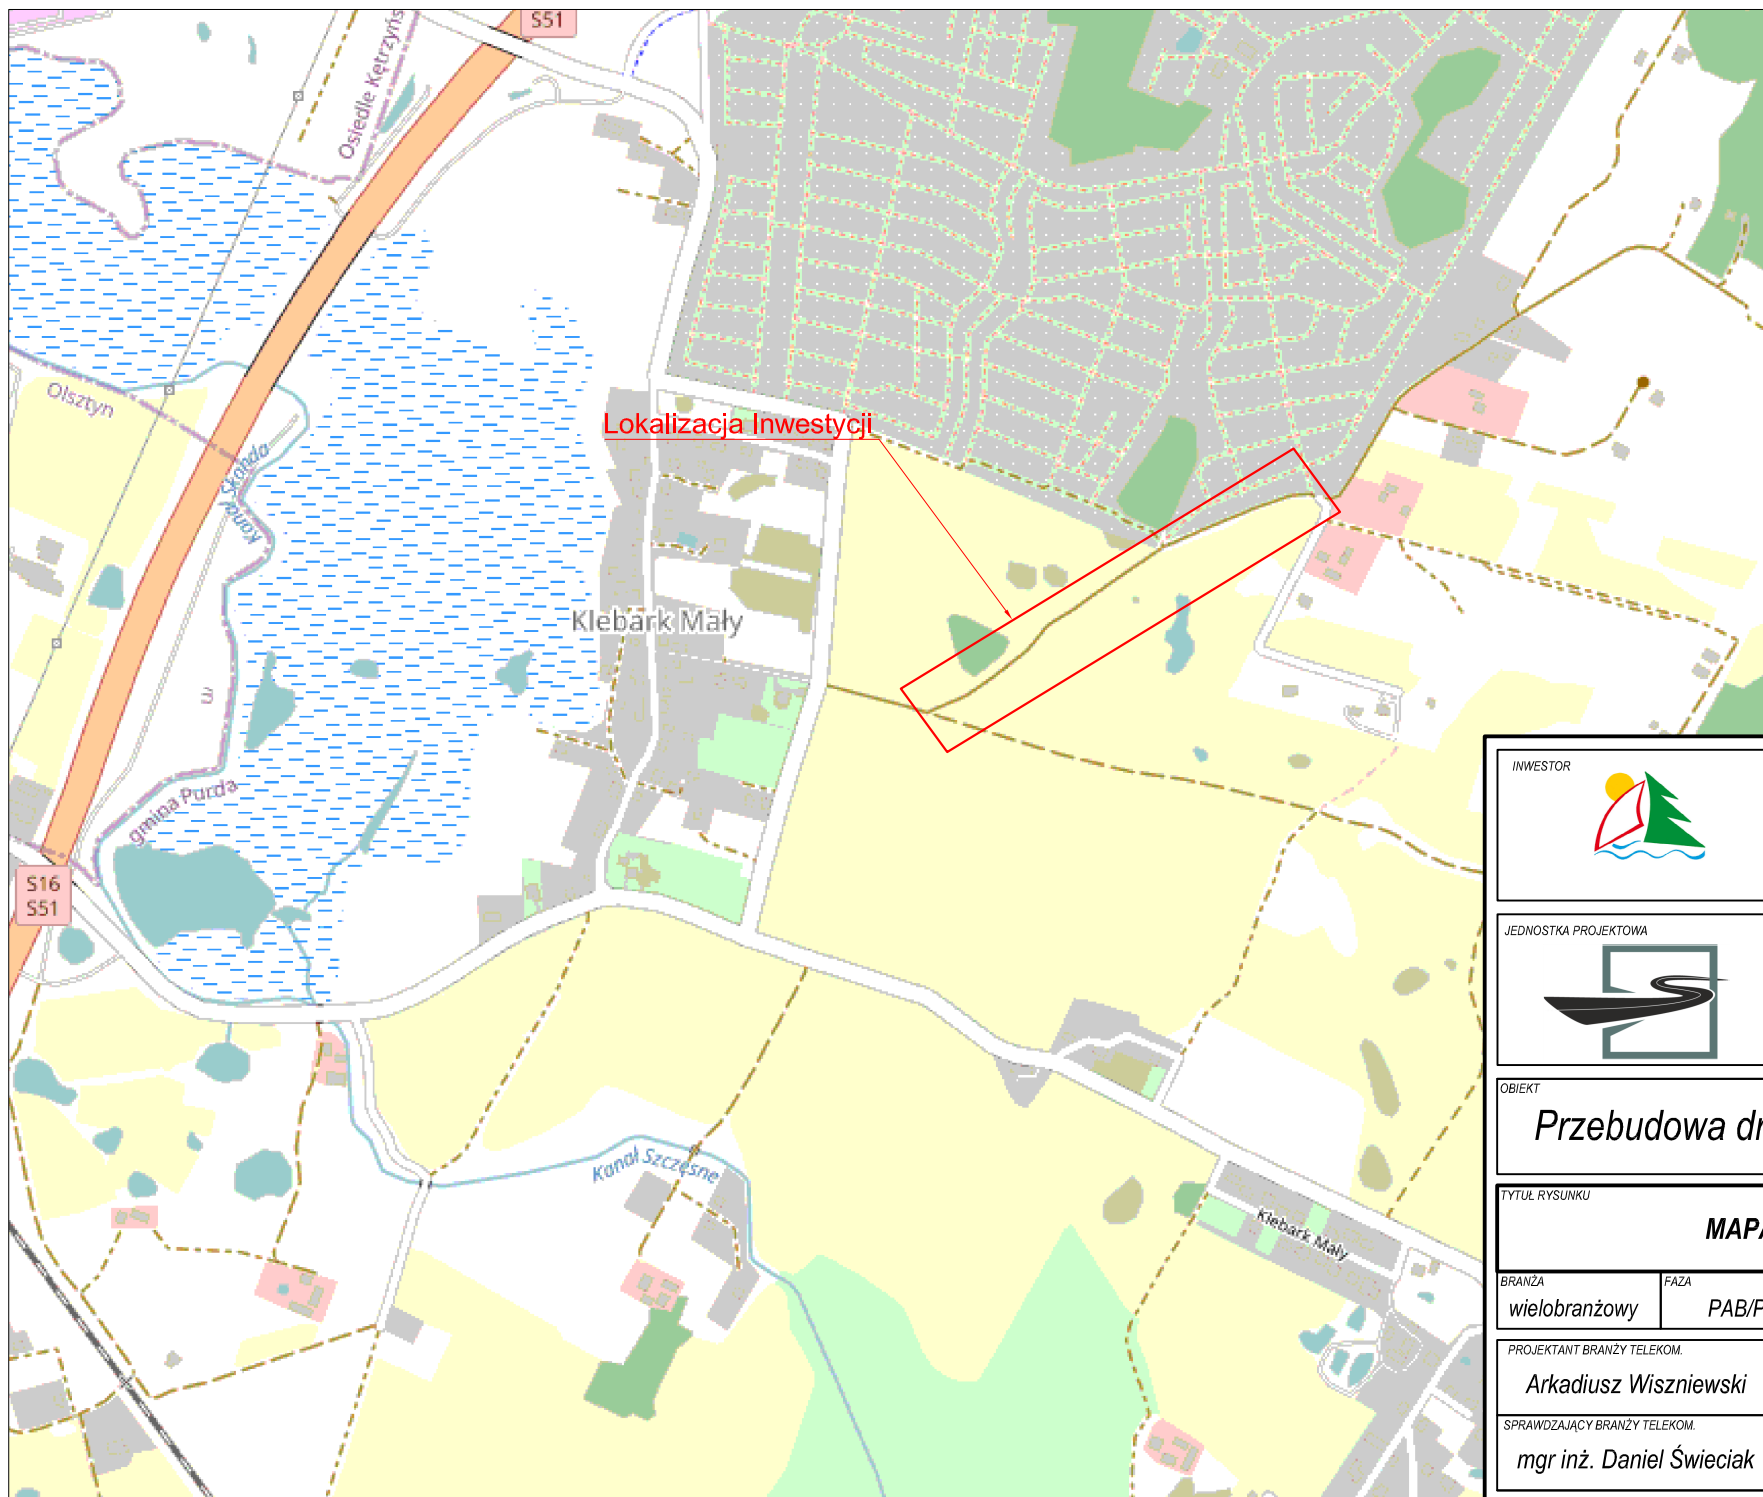 S51
Osiedle Kętrzyńs
Olsztyn
Kanał Skanda
Lokalizacja Inwestycji
Klebark Mały
E
gmina Purda
S16
S51
Kanał Szczęsne
Klebark Mały
INWESTOR
JEDNOSTKA PROJEKTOWA
OBIEKT
Przebudowa dr
TYTUŁ RYSUNKU
MAPA
BRANŻA
wielobranżowy
FAZA
PAB/P
PROJEKTANT BRANŻY TELEKOM.
Arkadiusz Wiszniewski
SPRAWDZAJĄCY BRANŻY TELEKOM.
mgr inż. Daniel Świeciak